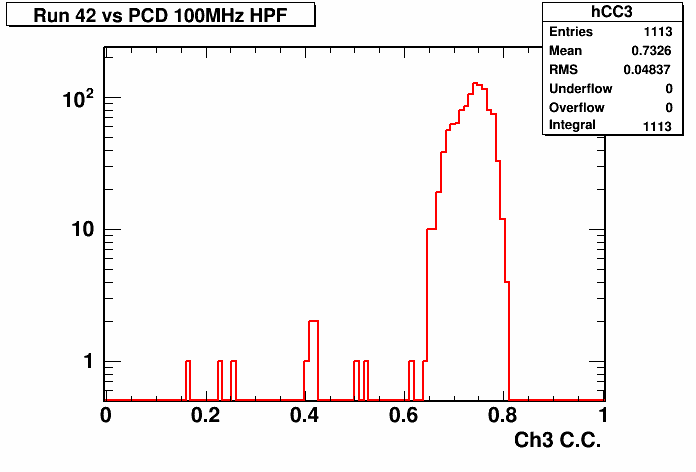 Run 42 vs PCD 100MHz HPF
hCC3
Entries 1113
Mean 0.7326
RMS 0.04837
Underflow 0
Overflow 0
Integral 1113
10²
10
1
0 0.2 0.4 0.6 0.8 1
Ch3 C.C.